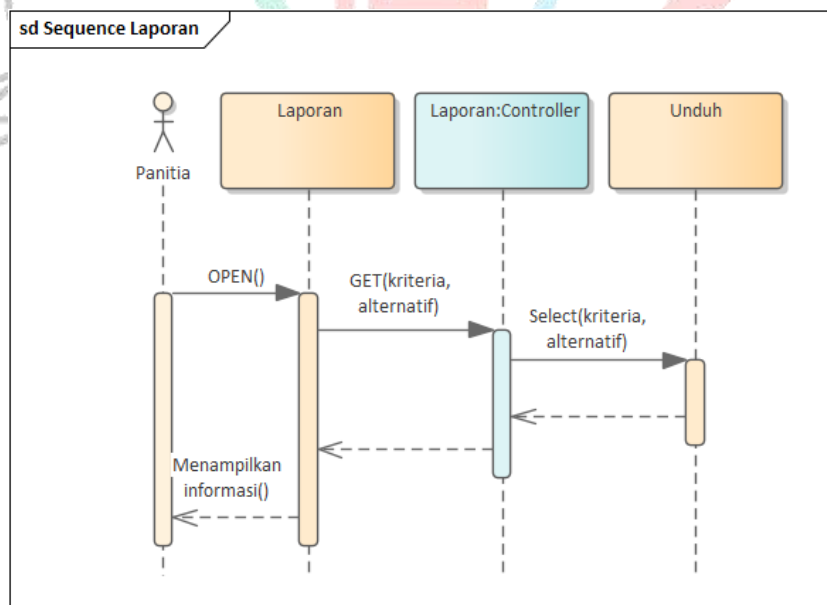 sd Sequence Laporan
Panitia
Laporan
Laporan:Controller
Unduh
OPEN()
GET(kriteria,
alternatif)
Select(kriteria,
alternatif)
Menampilkan
informasi()